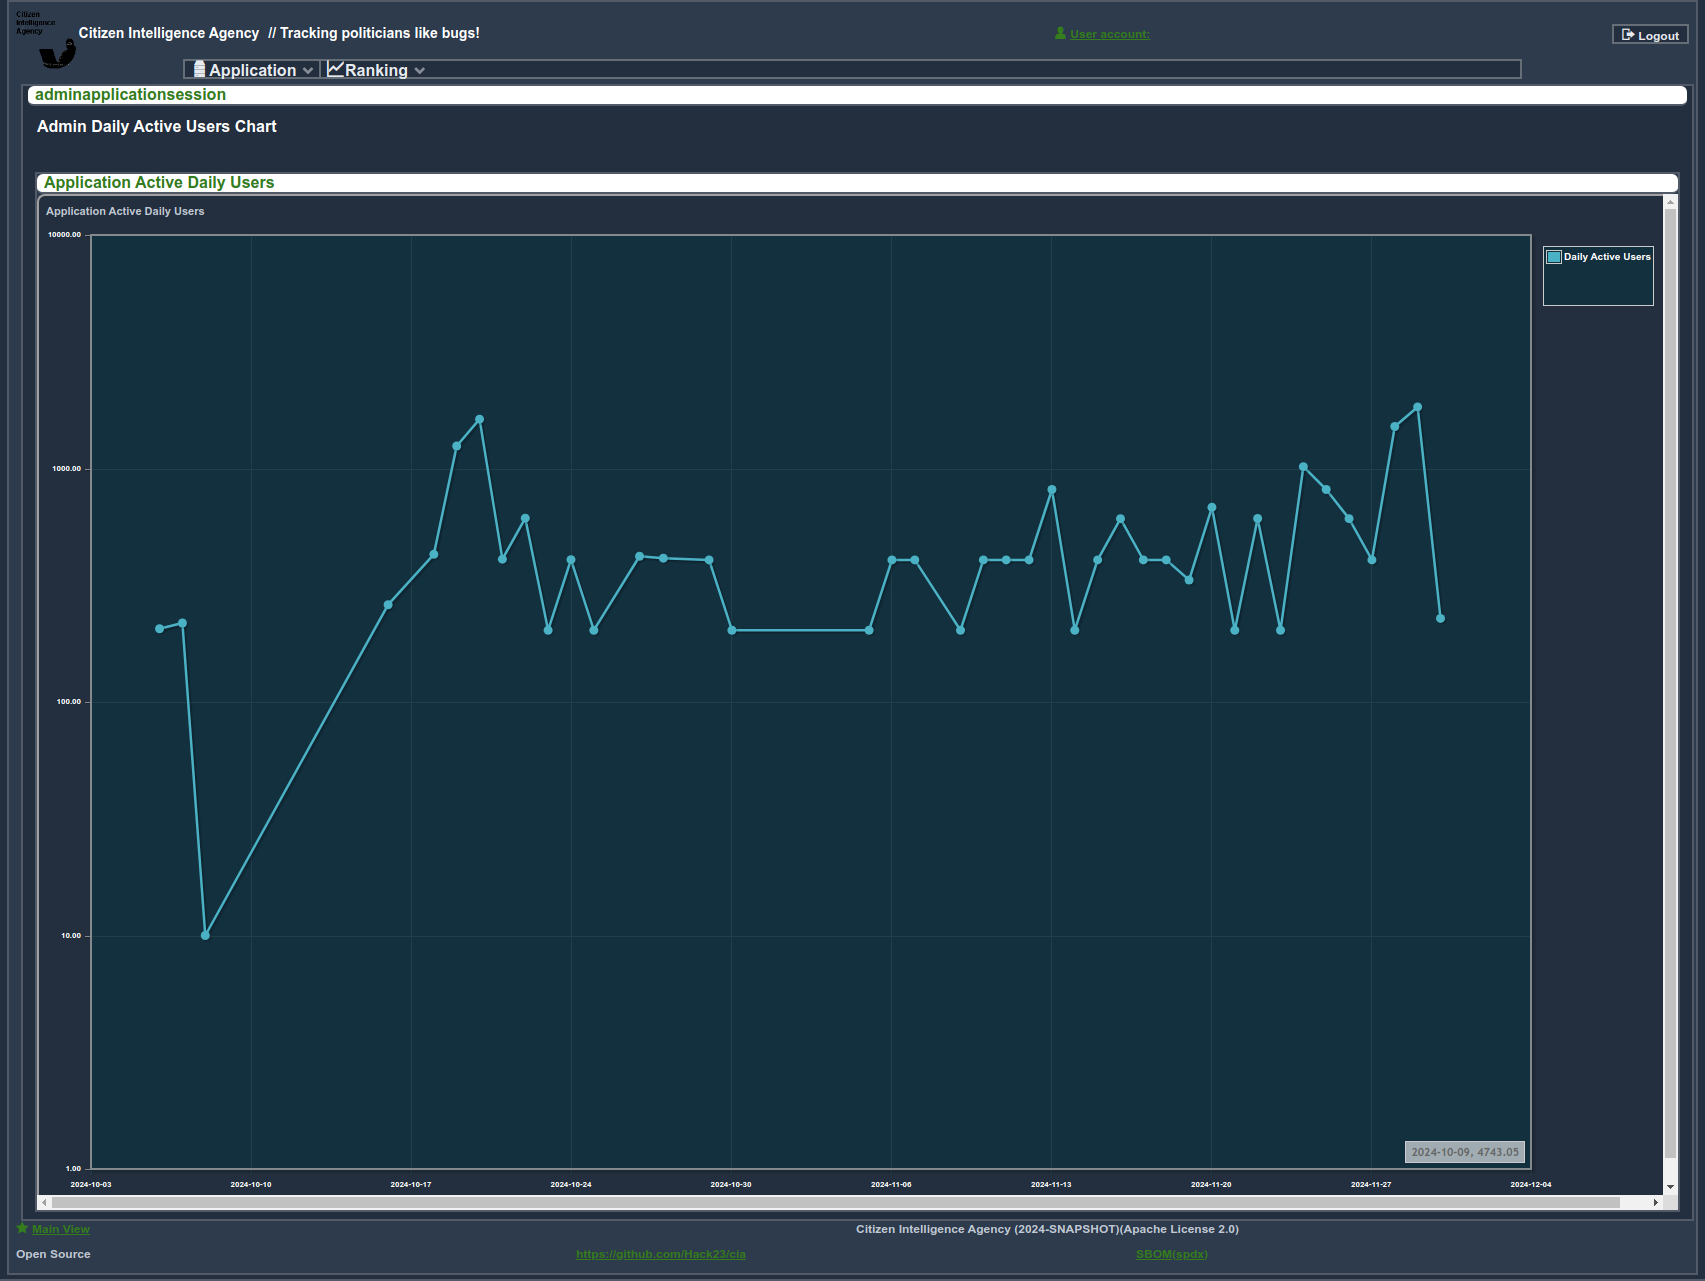 Citizen
Intelligence
Agency
Citizen Intelligence Agency // Tracking politicians like bugs!
User account:
Logout
Application
Ranking
adminapplicationsession
Admin Daily Active Users Chart
Application Active Daily Users
Application Active Daily Users
10000.00
1000.00
100.00
10.00
1.00
Daily Active Users
2024-10-09, 4743.05
2024-10-03
2024-10-10
2024-10-17
2024-10-24
2024-10-30
2024-11-06
2024-11-13
2024-11-20
2024-11-27
2024-12-04
Main View
Citizen Intelligence Agency (2024-SNAPSHOT)(Apache License 2.0)
Open Source
https://github.com/Hack23/cia
SBOM(spdx)